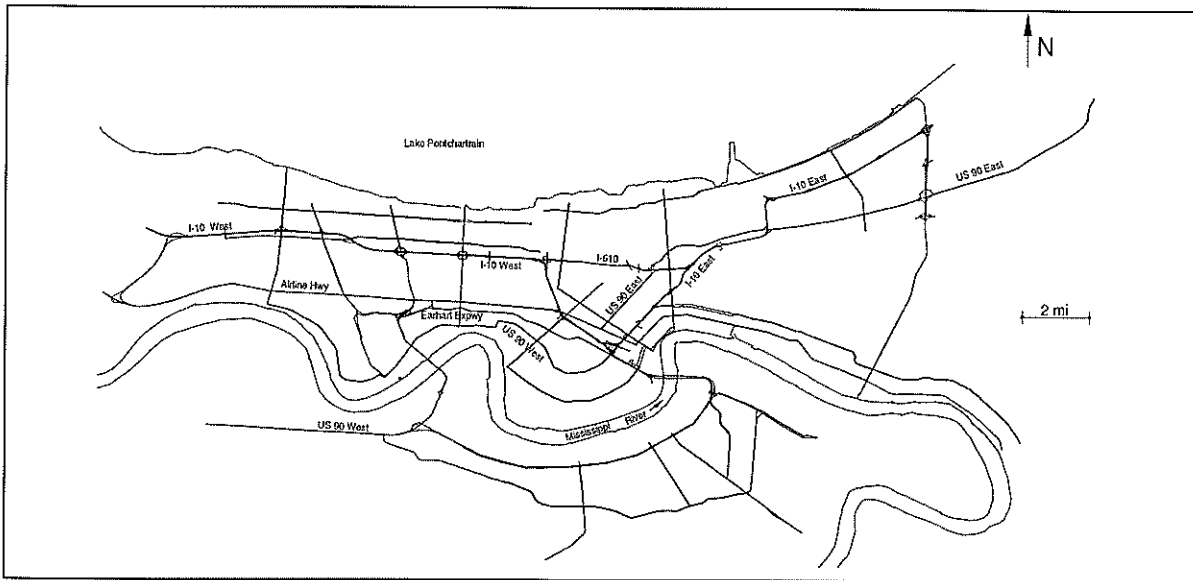 N
Lake Pontchartrain
US 90 East
I-10 East
I-10 West
I-610
I-10 West
I-10 East
US 90 East
Airline Hwy
2 mi
Earhart Expwy
US 90 West
Mississippi River
US 90 West